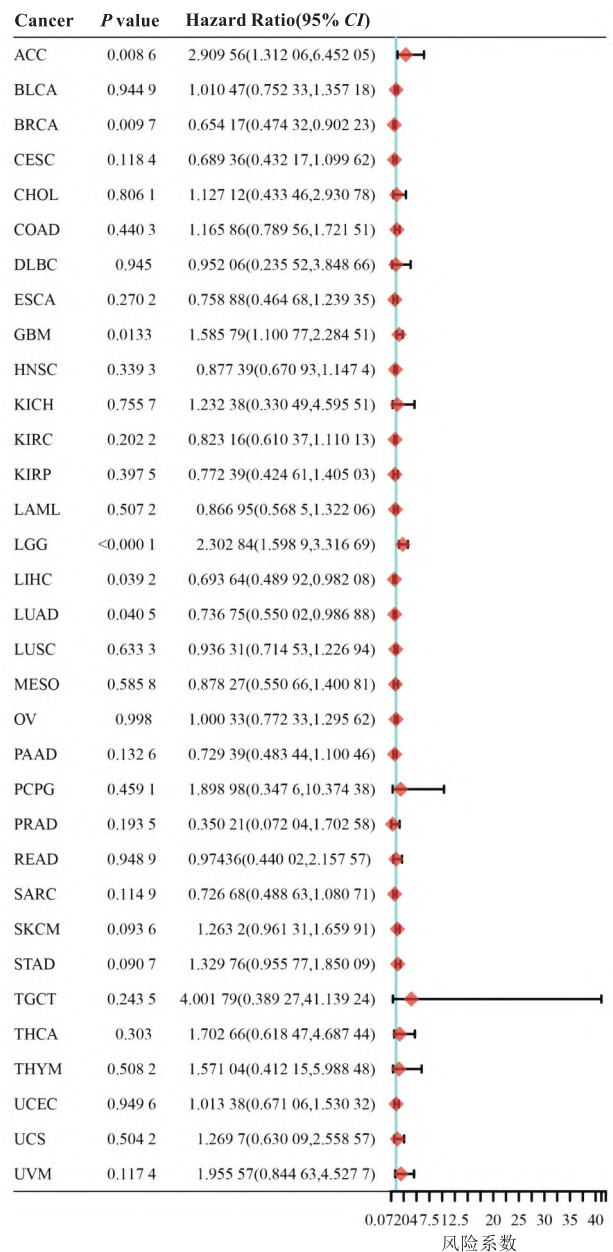 Cancer P value Hazard Ratio(95% CI)
ACC 0.008 6 2.909 56(1.312 06,6.452 05)
BLCA 0.944 9 1.010 47(0.752 33,1.357 18)
BRCA 0.009 7 0.654 17(0.474 32,0.902 23)
CESC 0.118 4 0.689 36(0.432 17,1.099 62)
CHOL 0.806 1 1.127 12(0.433 46,2.930 78)
COAD 0.440 3 1.165 86(0.789 56,1.721 51)
DLBC 0.945 0.952 06(0.235 52,3.848 66)
ESCA 0.270 2 0.758 88(0.464 68,1.239 35)
GBM 0.0133 1.585 79(1.100 77,2.284 51)
HNSC 0.339 3 0.877 39(0.670 93,1.147 4)
KICH 0.755 7 1.232 38(0.330 49,4.595 51)
KIRC 0.202 2 0.823 16(0.610 37,1.110 13)
KIRP 0.397 5 0.772 39(0.424 61,1.405 03)
LAML 0.507 2 0.866 95(0.568 5,1.322 06)
LGG <0.000 1 2.302 84(1.598 9,3.316 69)
LIHC 0.039 2 0.693 64(0.489 92,0.982 08)
LUAD 0.040 5 0.736 75(0.550 02,0.986 88)
LUSC 0.633 3 0.936 31(0.714 53,1.226 94)
MESO 0.585 8 0.878 27(0.550 66,1.400 81)
OV 0.998 1.000 33(0.772 33,1.295 62)
PAAD 0.132 6 0.729 39(0.483 44,1.100 46)
PCPG 0.459 1 1.898 98(0.347 6,10.374 38)
PRAD 0.193 5 0.350 21(0.072 04,1.702 58)
READ 0.948 9 0.97436(0.440 02,2.157 57)
SARC 0.114 9 0.726 68(0.488 63,1.080 71)
SKCM 0.093 6 1.263 2(0.961 31,1.659 91)
STAD 0.090 7 1.329 76(0.955 77,1.850 09)
TGCT 0.243 5 4.001 79(0.389 27,41.139 24)
THCA 0.303 1.702 66(0.618 47,4.687 44)
THYM 0.508 2 1.571 04(0.412 15,5.988 48)
UCEC 0.949 6 1.013 38(0.671 06,1.530 32)
UCS 0.504 2 1.269 7(0.630 09,2.558 57)
UVM 0.117 4 1.955 57(0.844 63,4.527 7)
0.072047.512.5 20 25 30 35 40
风险系数